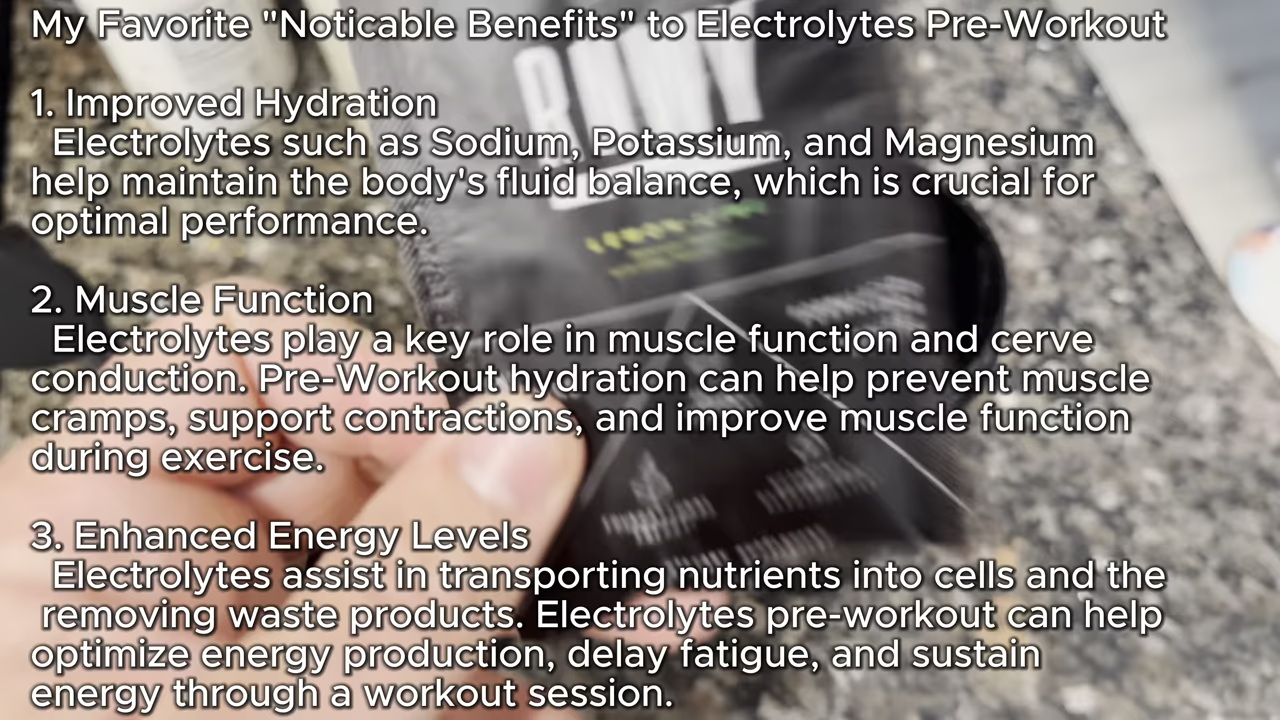 My Favorite "Noticable Benefits" to Electrolytes Pre-Workout
1. Improved Hydration
Electrolytes such as Sodium, Potassium, and Magnesium
help maintain the body's fluid balance, which is crucial for
optimal performance.
2. Muscle Function
Electrolytes play a key role in muscle function and cerve
conduction. Pre-Workout hydration can help prevent muscle
cramps, support contractions, and improve muscle function
during exercise.
3. Enhanced Energy Levels
Electrolytes assist in transporting nutrients into cells and the
removing waste products. Electrolytes pre-workout can help
optimize energy production, delay fatigue, and sustain
energy through a workout session.